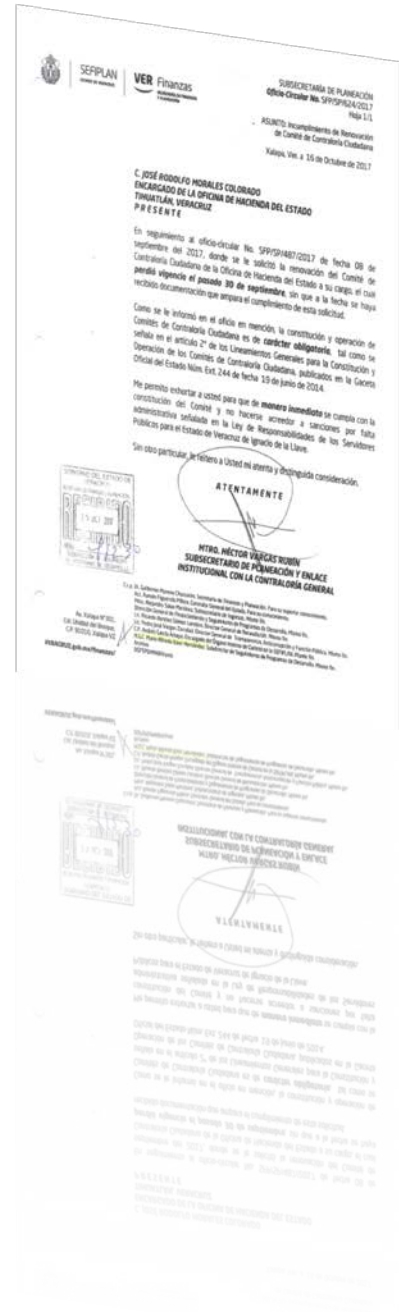 SEFIPLAN
VER Finanzas
SUBSECRETARÍA DE PLANEACIÓN
Oficio-Circular No. SFP/SP/624/2017
Hoja 1/1
ASUNTO: Incumplimiento de Renovación
de Comité de Contraloría Ciudadana
Xalapa, Ver. a 16 de Octubre de 2017
C. JOSÉ RODOLFO MORALES COLORADO
ENCARGADO DE LA OFICINA DE HACIENDA DEL ESTADO
TIHUATLÁN, VERACRUZ
P R E S E N T E
En seguimiento al oficio-circular No. SFP/SP/487/2017 de fecha 08 de
septiembre del 2017, donde se le solicitó la renovación del Comité de
Contraloría Ciudadana de la Oficina de Hacienda del Estado a su cargo, el cual
perdió vigencia el pasado 30 de septiembre, sin que a la fecha se haya
recibido documentación que ampara el cumplimiento de esta solicitud.
Como se le informó en el oficio en mención, la constitución y operación de
Comités de Contraloría Ciudadana es de carácter obligatorio, tal como se
señala en el artículo 2° de los Lineamientos Generales para la Constitución y
Operación de los Comités de Contraloría Ciudadana, publicados en la Gaceta
Oficial del Estado Núm. Ext. 244 de fecha 19 de junio de 2014.
Me permito exhortar a usted para que de manera inmediata se cumpla con la
constitución del Comité y no hacerse acreedor a sanciones por falta
administrativa señalada en la Ley de Responsabilidades de los Servidores
Públicos para el Estado de Veracruz de Ignacio de la Llave.
Sin otro particular, le reitero a Usted mi atenta y distinguida consideración.
A T E N T A M E N T E
MTRO. HÉCTOR VARGAS RUBÍN
SUBSECRETARIO DE PLANEACIÓN Y ENLACE
INSTITUCIONAL CON LA CONTRALORÍA GENERAL
Av. Xalapa N° 301,
Col. Unidad del Bosque,
C.P. 91010, Xalapa
VERACRUZ.gob.mx/finanzas/